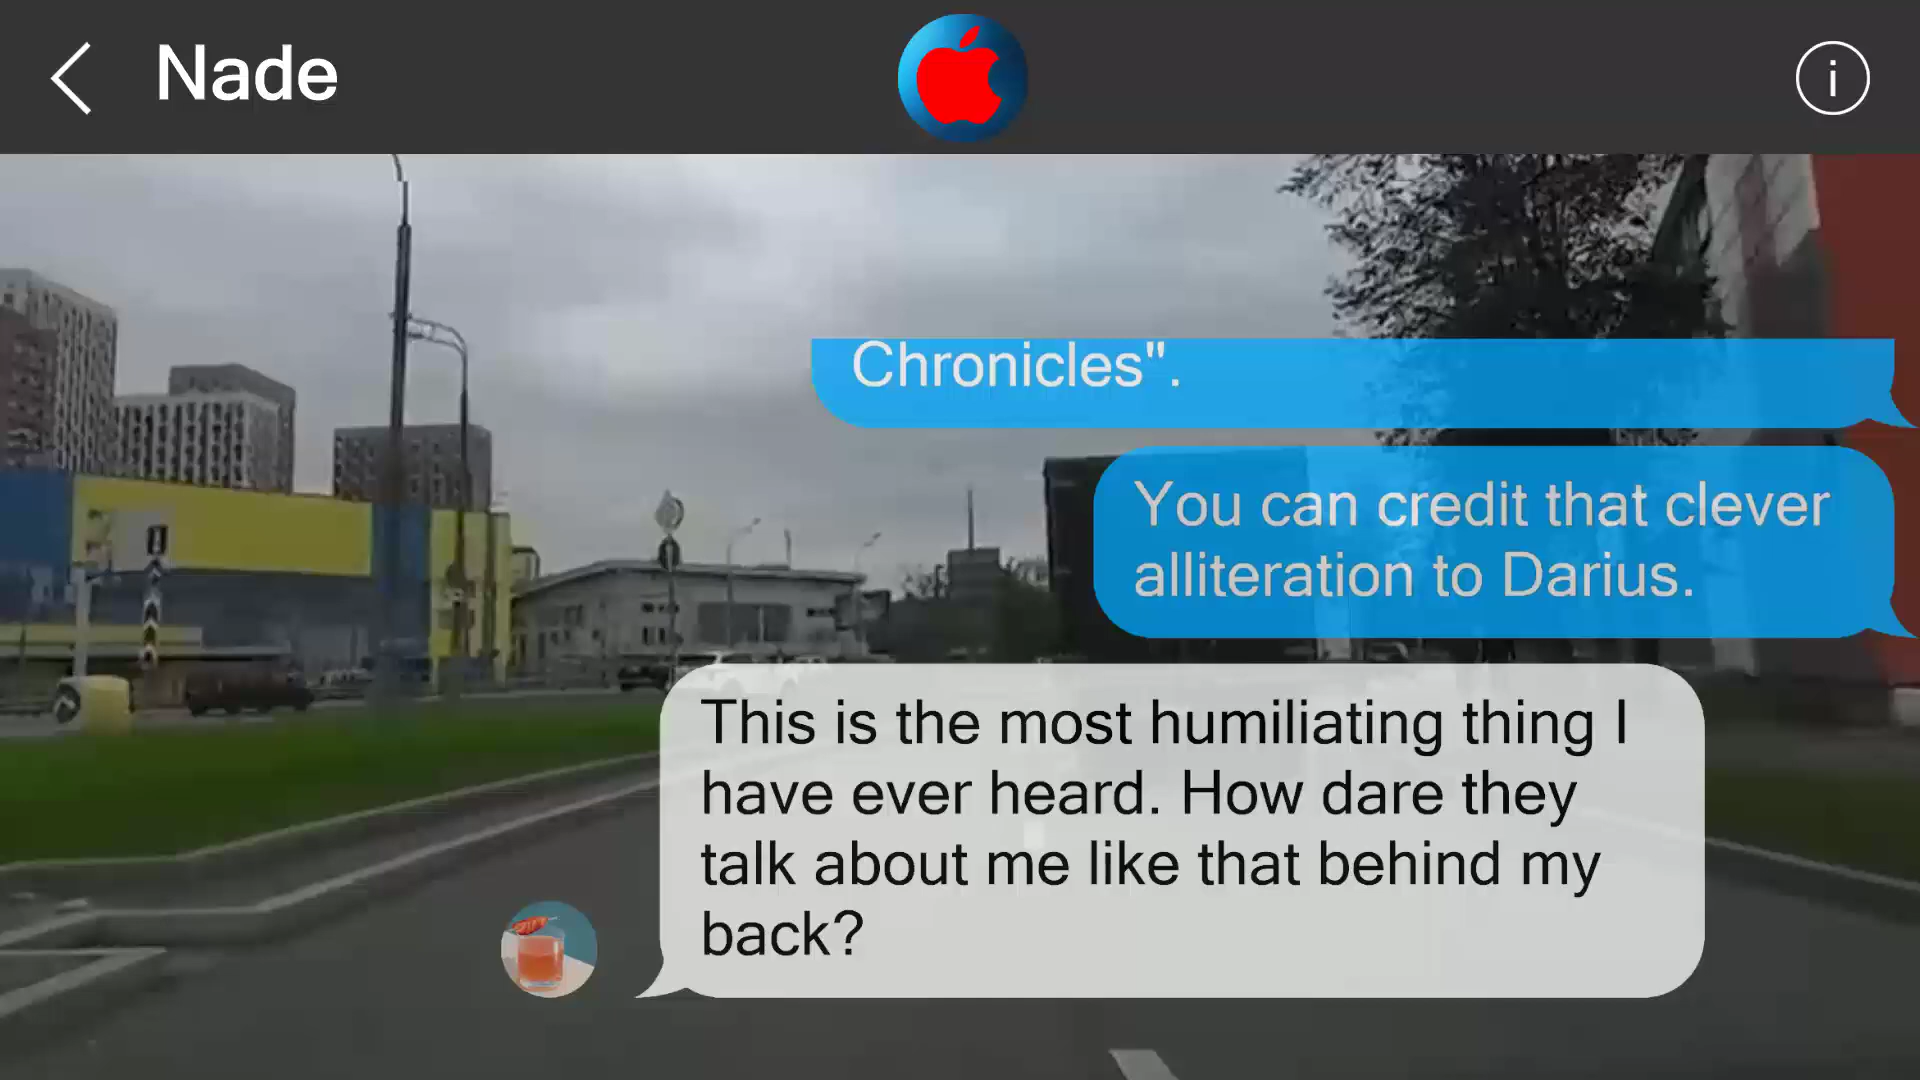 Nade
i
Chronicles".
You can credit that clever
alliteration to Darius.
This is the most humiliating thing I
have ever heard. How dare they
talk about me like that behind my
back?